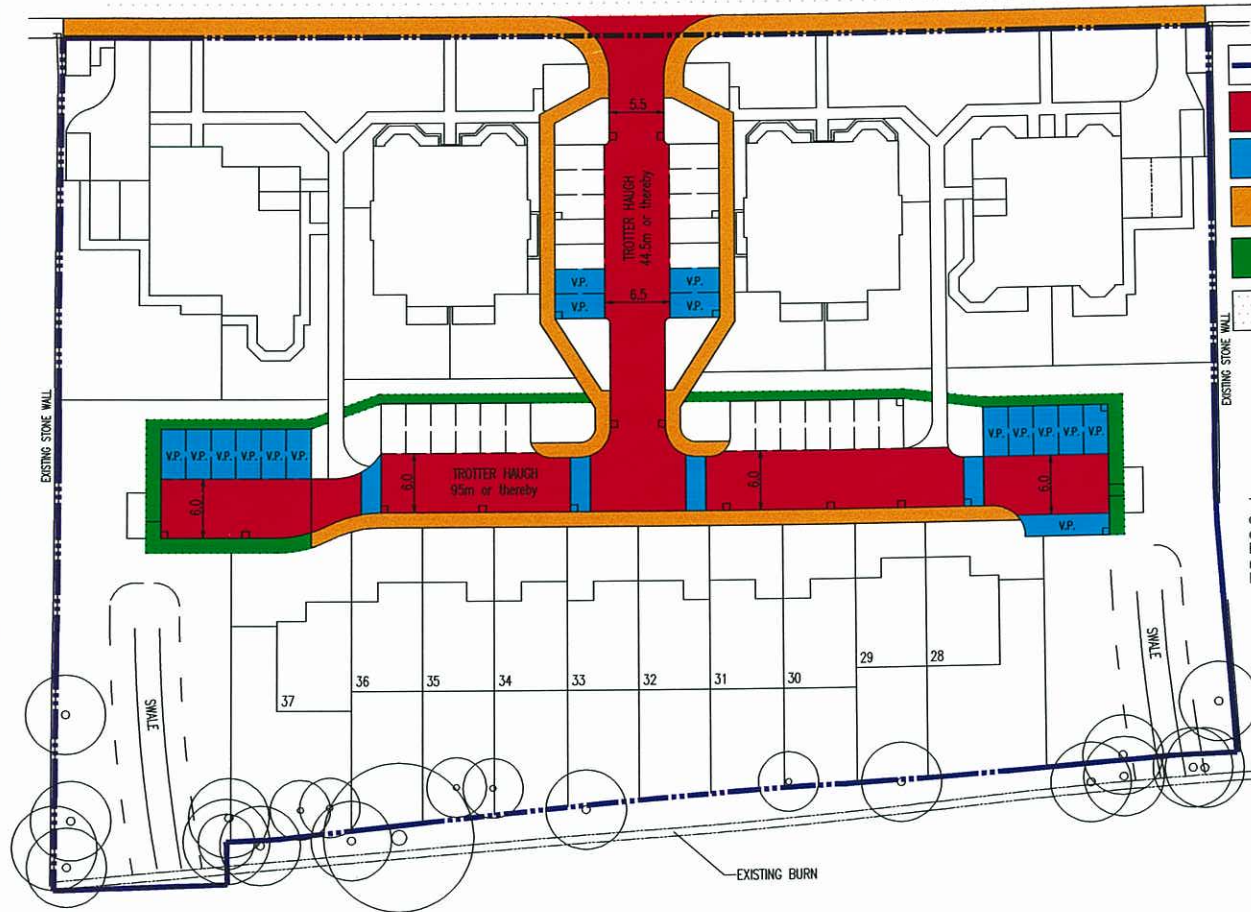 5.5
TROTTER HAUGH
44.5m or thereby
V.P. V.P.
V.P. V.P.
6.5
EXISTING STONE WALL
EXISTING STONE WALL
V.P. V.P. V.P. V.P. V.P. V.P.
V.P. V.P. V.P. V.P. V.P.
6.0
6.0
TROTTER HAUGH
95m or thereby
6.0
6.0
V.P.
SWALE
SWALE
37
36
35
34
33
32
31
30
29
28
EXISTING BURN